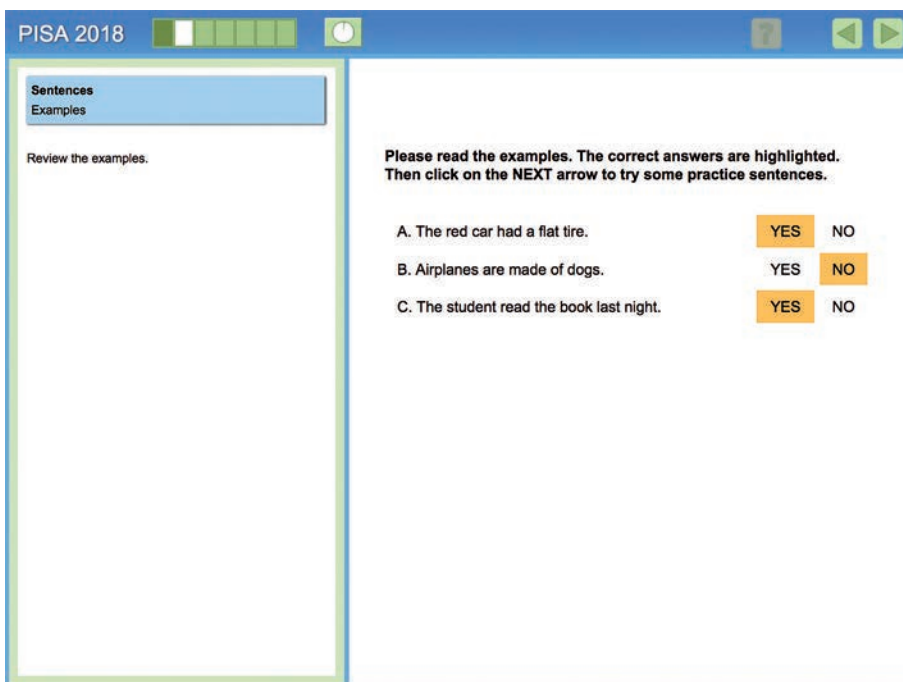 PISA 2018
?
Sentences
Examples
Review the examples.
Please read the examples. The correct answers are highlighted.
Then click on the NEXT arrow to try some practice sentences.
A. The red car had a flat tire. YES NO
B. Airplanes are made of dogs. YES NO
C. The student read the book last night. YES NO